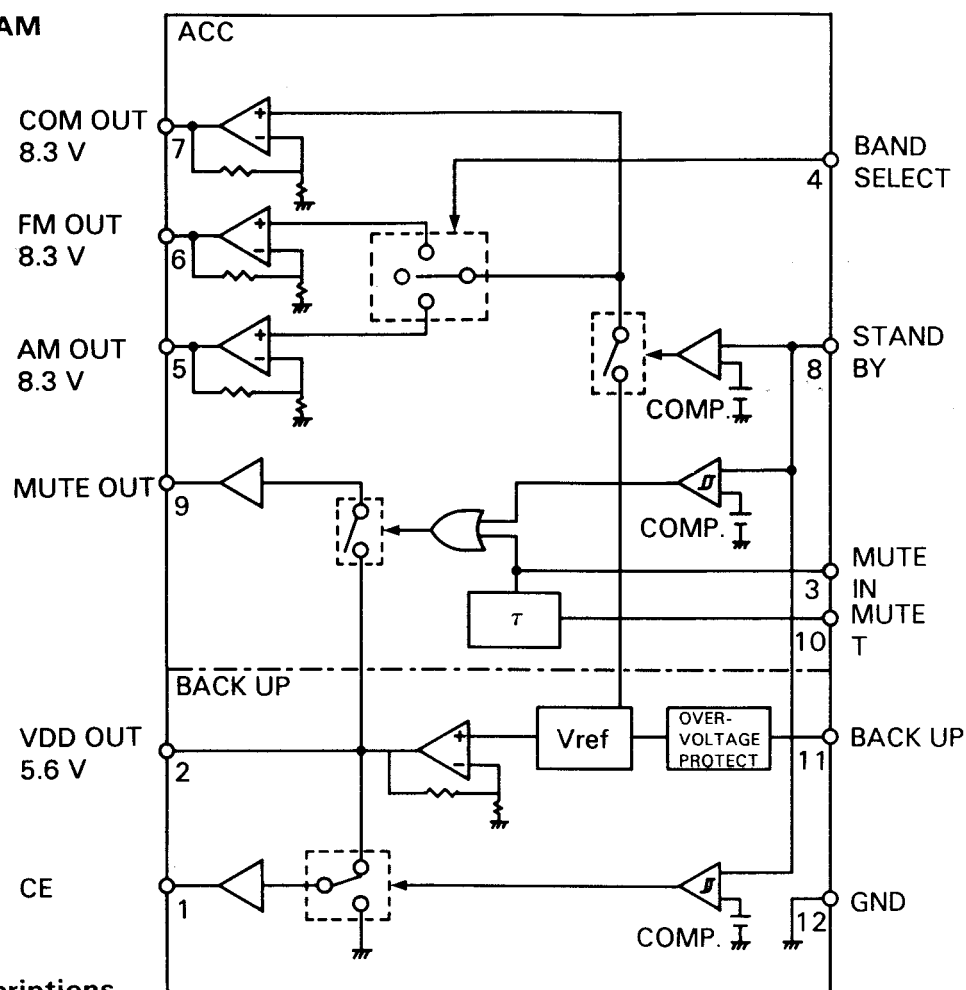 AM
ACC
COM OUT
8.3 V
7
+
-
BAND
SELECT
4
FM OUT
8.3 V
6
+
-
AM OUT
8.3 V
5
+
-
STAND
BY
8
COMP.
MUTE OUT
9
COMP.
MUTE
IN
3
τ
MUTE
T
10
BACK UP
VDD OUT
5.6 V
2
+
-
Vref
OVER-
VOLTAGE
PROTECT
BACK UP
11
CE
1
COMP.
GND
12